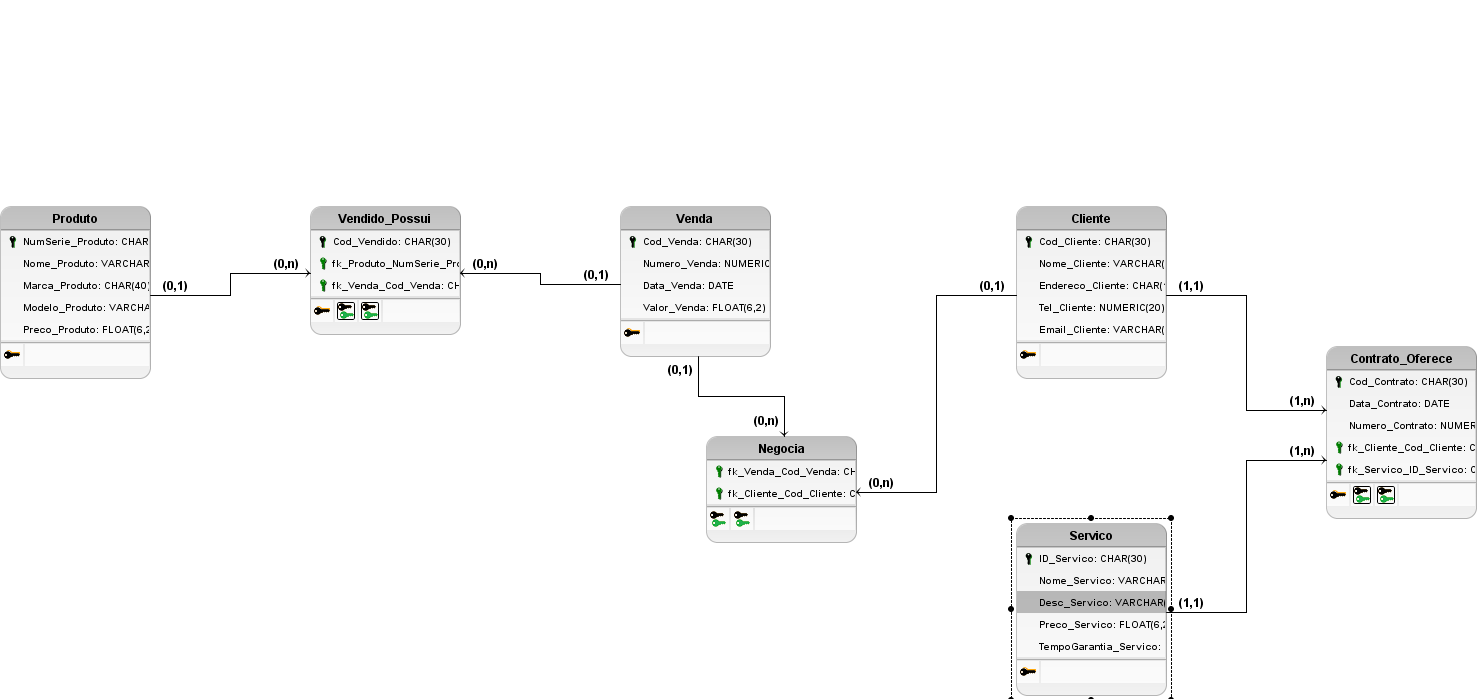 Produto
NumSerie_Produto: CHAR
Nome_Produto: VARCHAR
Marca_Produto: CHAR(40)
Modelo_Produto: VARCHA
Preco_Produto: FLOAT(6,2
(0,1)
(0,n)
Vendido_Possui
Cod_Vendido: CHAR(30)
fk_Produto_NumSerie_Pro
fk_Venda_Cod_Venda: CH
(0,n)
(0,1)
Venda
Cod_Venda: CHAR(30)
Numero_Venda: NUMERIC
Data_Venda: DATE
Valor_Venda: FLOAT(6,2)
(0,1)
(0,n)
Negocia
fk_Venda_Cod_Venda: CH
fk_Cliente_Cod_Cliente: C
(0,n)
(0,1)
Cliente
Cod_Cliente: CHAR(30)
Nome_Cliente: VARCHAR(
Endereco_Cliente: CHAR(
Tel_Cliente: NUMERIC(20)
Email_Cliente: VARCHAR(
(1,1)
(1,n)
Contrato_Oferece
Cod_Contrato: CHAR(30)
Data_Contrato: DATE
Numero_Contrato: NUMER
fk_Cliente_Cod_Cliente: C
fk_Servico_ID_Servico: C
(1,n)
(1,1)
Servico
ID_Servico: CHAR(30)
Nome_Servico: VARCHAR
Desc_Servico: VARCHAR(
Preco_Servico: FLOAT(6,2
TempoGarantia_Servico: